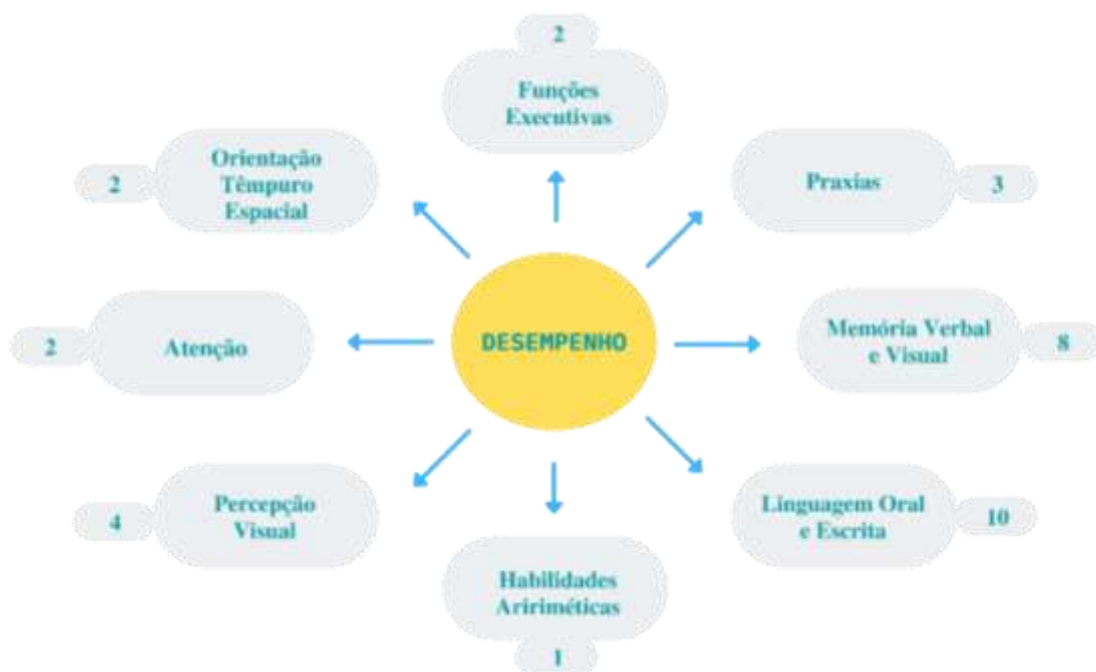 2
Funções
Executivas
Orientação
Têmpuro
Espacial
2
Praxias
3
Atenção
2
DESEMPENHO
Memória Verbal
e Visual
8
Percepção
Visual
4
Linguagem Oral
e Escrita
10
Habilidades
Aririméticas
1